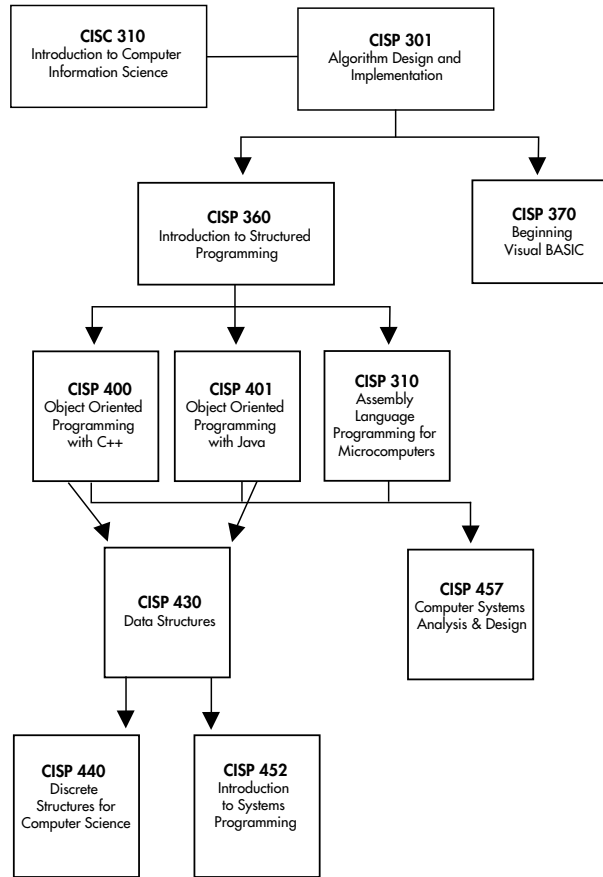 CISC 310
Introduction to Computer
Information Science
CISP 301
Algorithm Design and
Implementation
CISP 360
Introduction to Structured
Programming
CISP 370
Beginning
Visual BASIC
CISP 400
Object Oriented
Programming
with C++
CISP 401
Object Oriented
Programming
with Java
CISP 310
Assembly
Language
Programming for
Microcomputers
CISP 430
Data Structures
CISP 457
Computer Systems
Analysis & Design
CISP 440
Discrete
Structures for
Computer Science
CISP 452
Introduction
to Systems
Programming